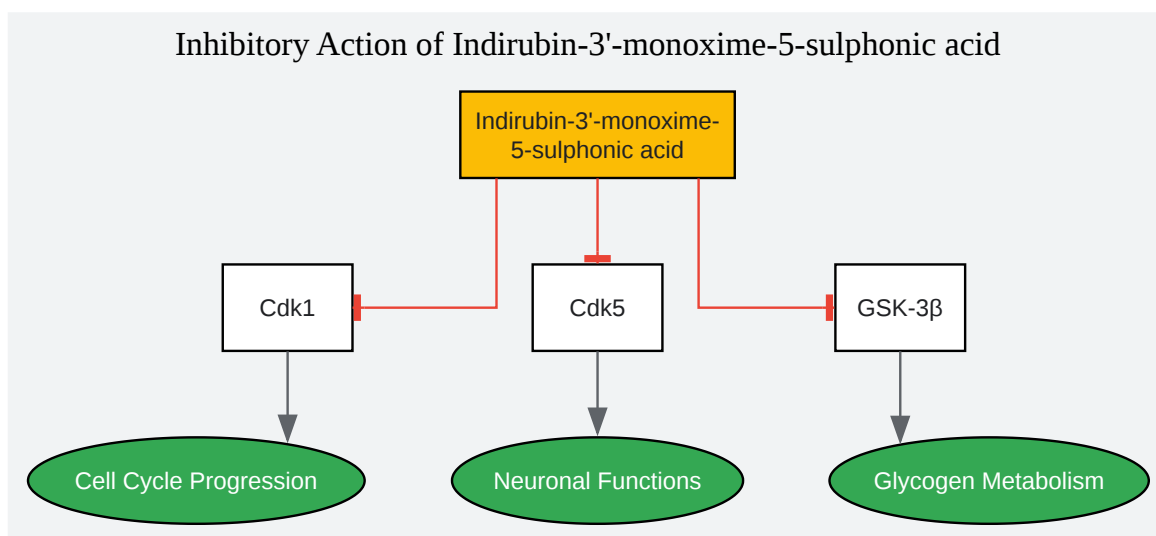 Inhibitory Action of Indirubin-3'-monoxime-5-sulphonic acid
Indirubin-3'-monoxime-
5-sulphonic acid
Cdk1
Cdk5
GSK-3β
Cell Cycle Progression
Neuronal Functions
Glycogen Metabolism